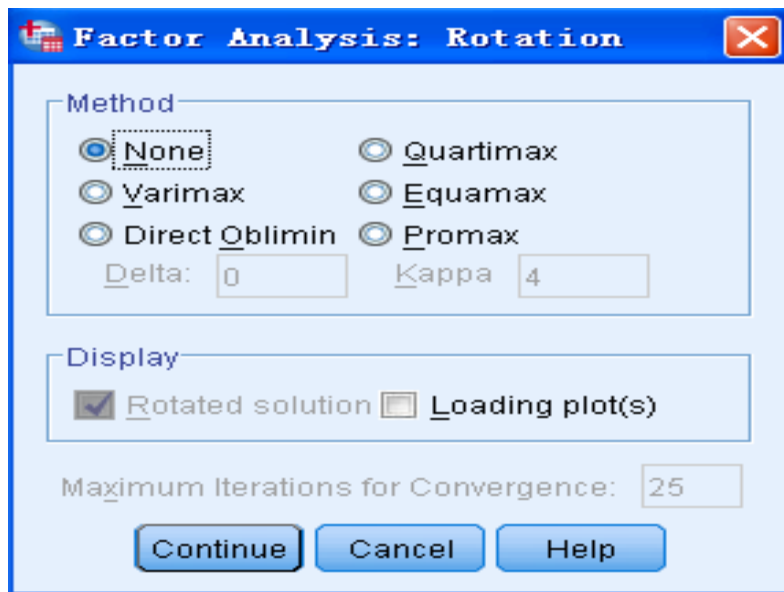 Factor Analysis: Rotation
Method
None Quartimax
Varimax Equamax
Direct Oblimin Promax
Delta: 0 Kappa 4
Display
Rotated solution Loading plot(s)
Maximum Iterations for Convergence: 25
Continue Cancel Help